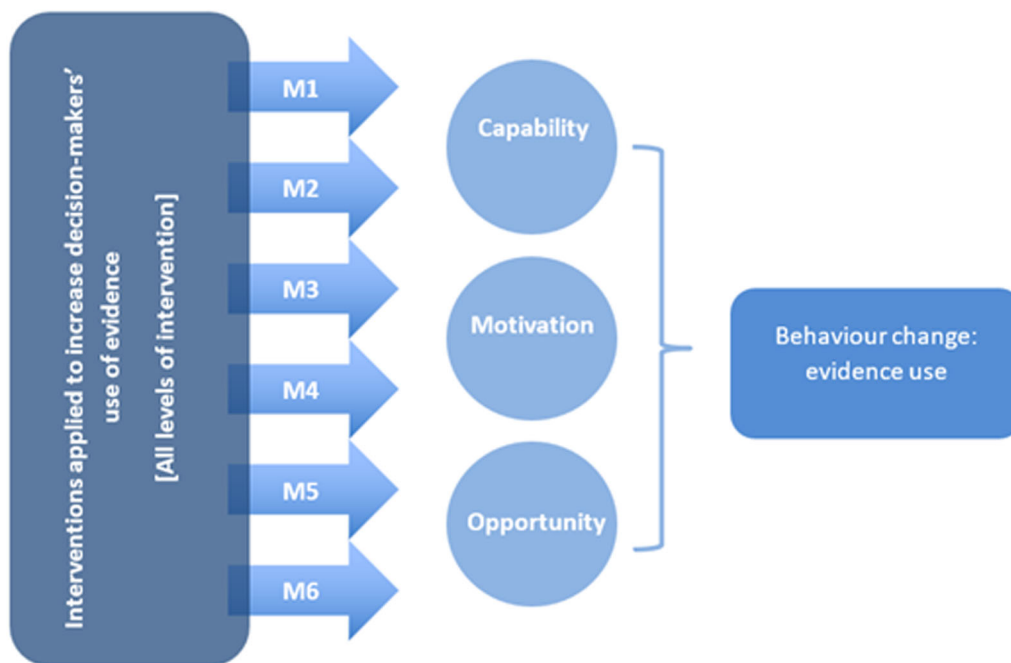 Interventions applied to increase decision-makers’
use of evidence
[All levels of intervention]
M1
M2
M3
M4
M5
M6
Capability
Motivation
Opportunity
Behaviour change:
evidence use